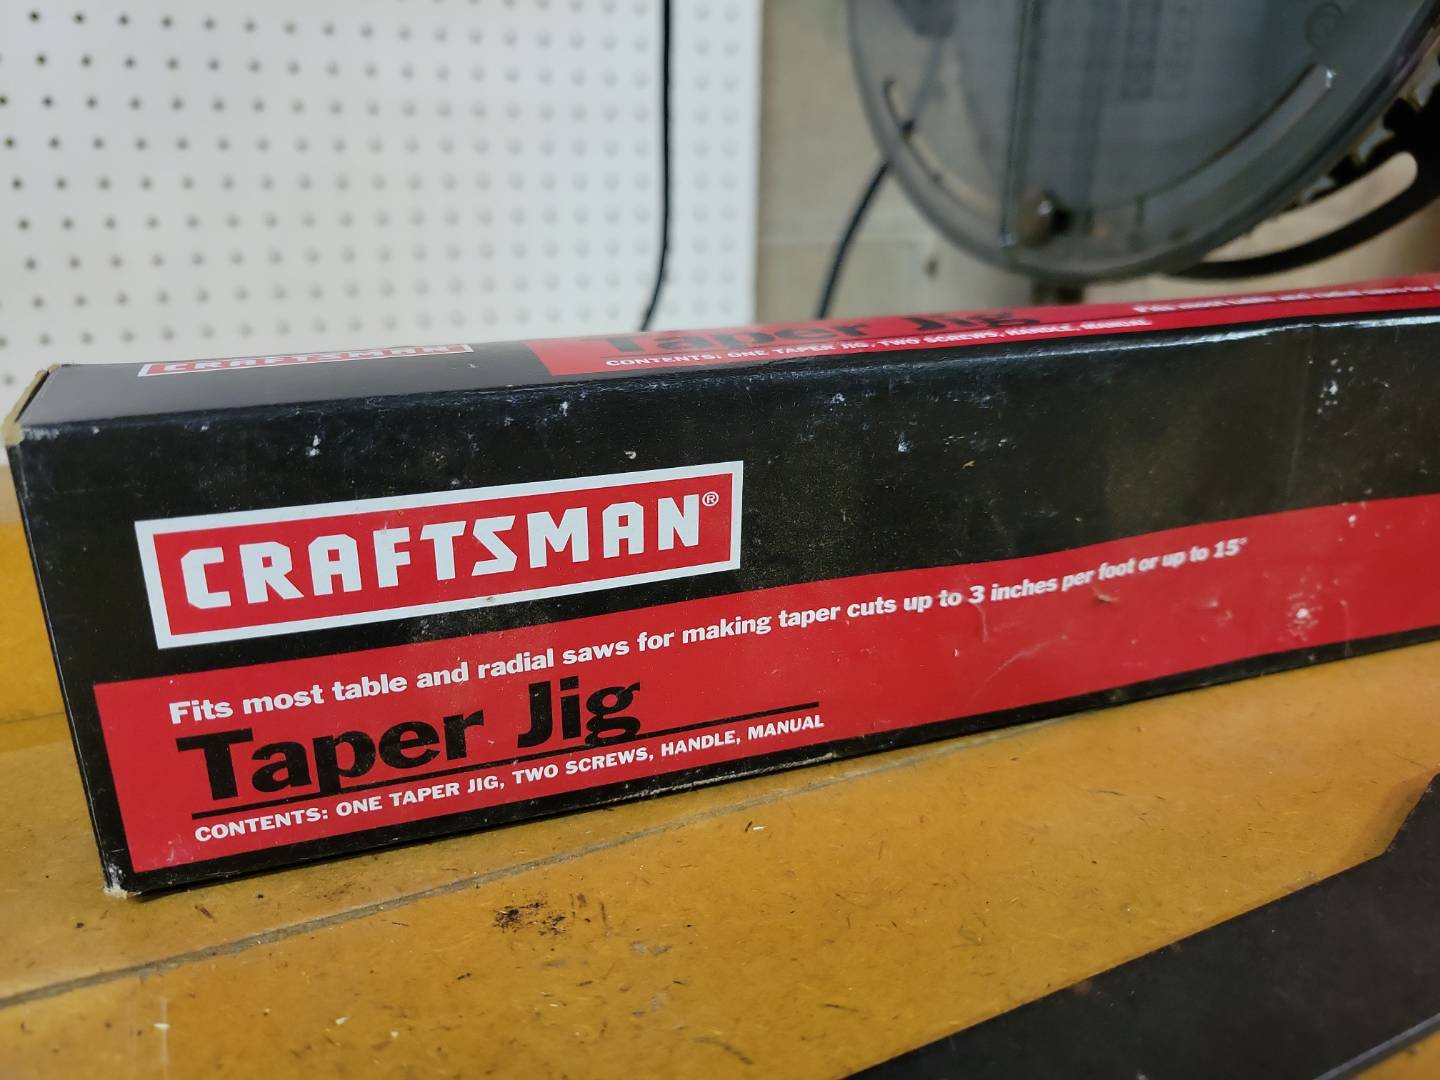 CRAFTSMAN
Taper Jig
CONTENTS: ONE TAPER JIG, TWO SCREWS, HANDLE, MANUAL
CRAFTSMAN®
Fits most table and radial saws for making taper cuts up to 3 inches per foot or up to 15°
Taper Jig
CONTENTS: ONE TAPER JIG, TWO SCREWS, HANDLE, MANUAL